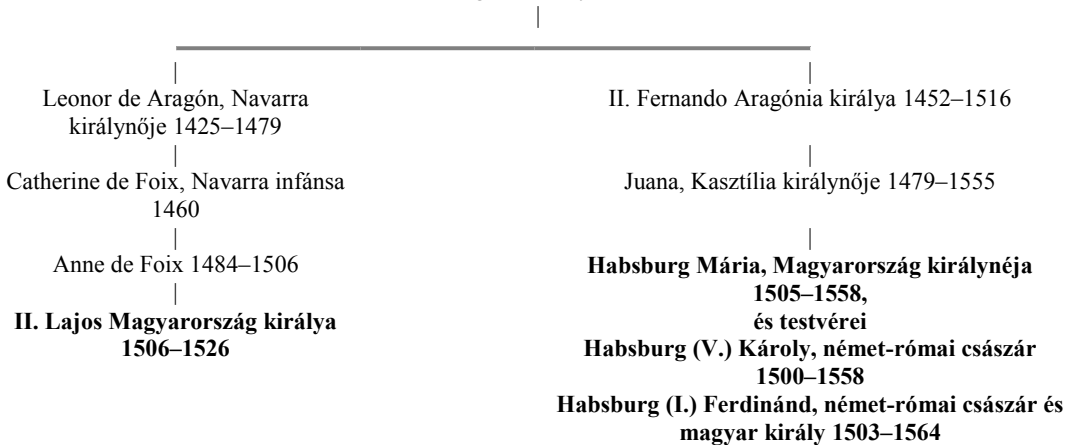 Leonor de Aragón, Navarra
királynője 1425–1479
II. Fernando Aragónia királya 1452–1516
Catherine de Foix, Navarra infánsa
1460
Juana, Kasztília királynője 1479–1555
Anne de Foix 1484–1506
II. Lajos Magyarország királya
1506–1526
Habsburg Mária, Magyarország királynéja
1505–1558,
és testvérei
Habsburg (V.) Károly, német-római császár
1500–1558
Habsburg (I.) Ferdinánd, német-római császár és
magyar király 1503–1564